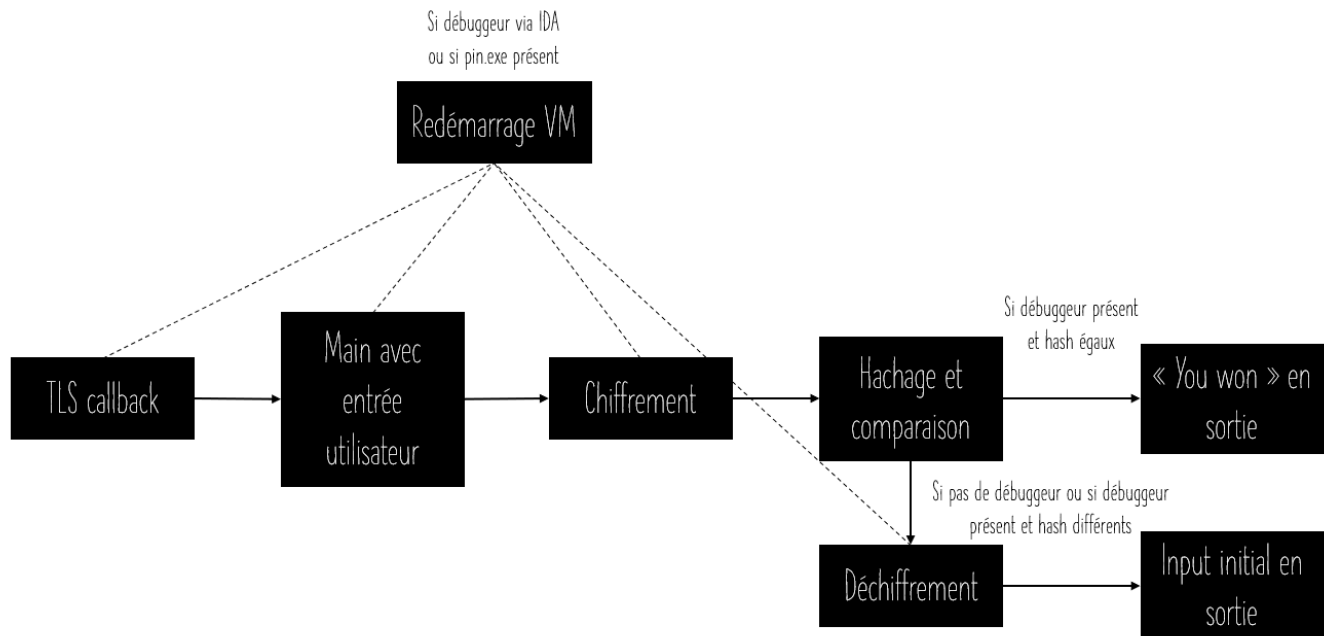 Si débuggeur via IDA
ou si pin.exe présent
Redémarrage VM
TLS callback
Main avec
entrée
utilisateur
Chiffrement
Hachage et
comparaison
Si débuggeur présent
et hash égaux
« You won » en
sortie
Si pas de débuggeur ou si débuggeur
présent et hash différents
Déchiffrement
Input initial en
sortie